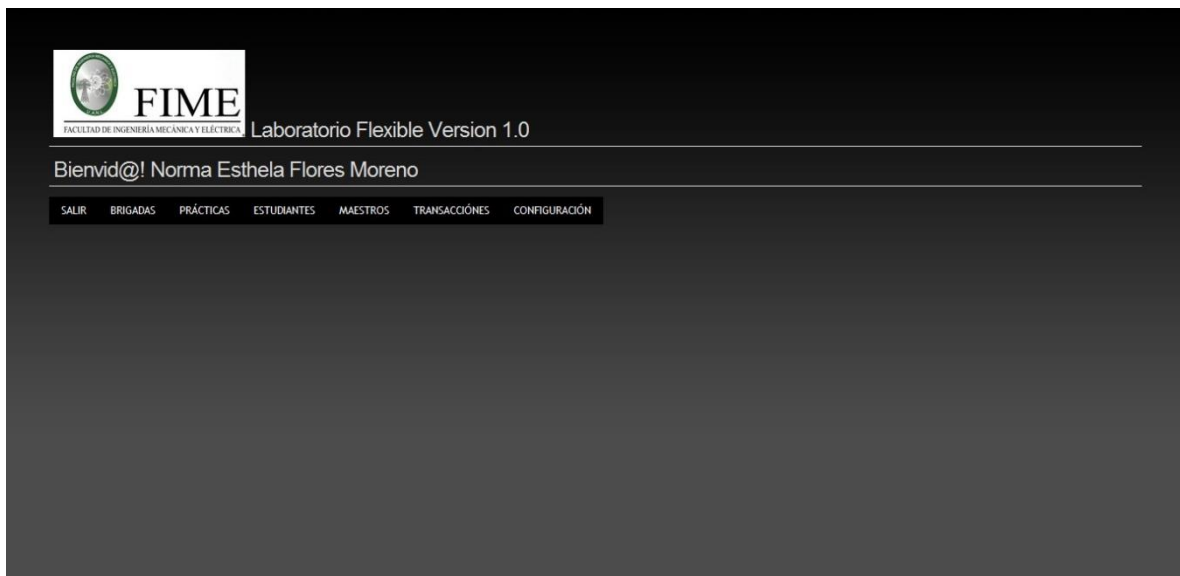 FIME
FACULTAD DE INGENIERÍA MECÁNICA Y ELÉCTRICA
Laboratorio Flexible Version 1.0
Bienvid@! Norma Esthela Flores Moreno
SALIR BRIGADAS PRÁCTICAS ESTUDIANTES MAESTROS TRANSACCIÓNES CONFIGURACIÓN